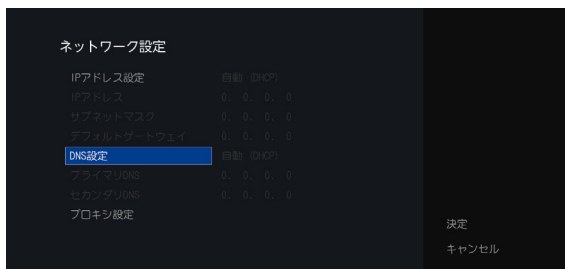 ネットワーク設定
IPアドレス設定 自動 (DHCP)
IPアドレス 0. 0. 0. 0
サブネットマスク 0. 0. 0. 0
デフォルトゲートウェイ 0. 0. 0. 0
DNS設定 自動 (DHCP)
プライマリDNS 0. 0. 0. 0
セカンダリDNS 0. 0. 0. 0
プロキシ設定
決定
キャンセル